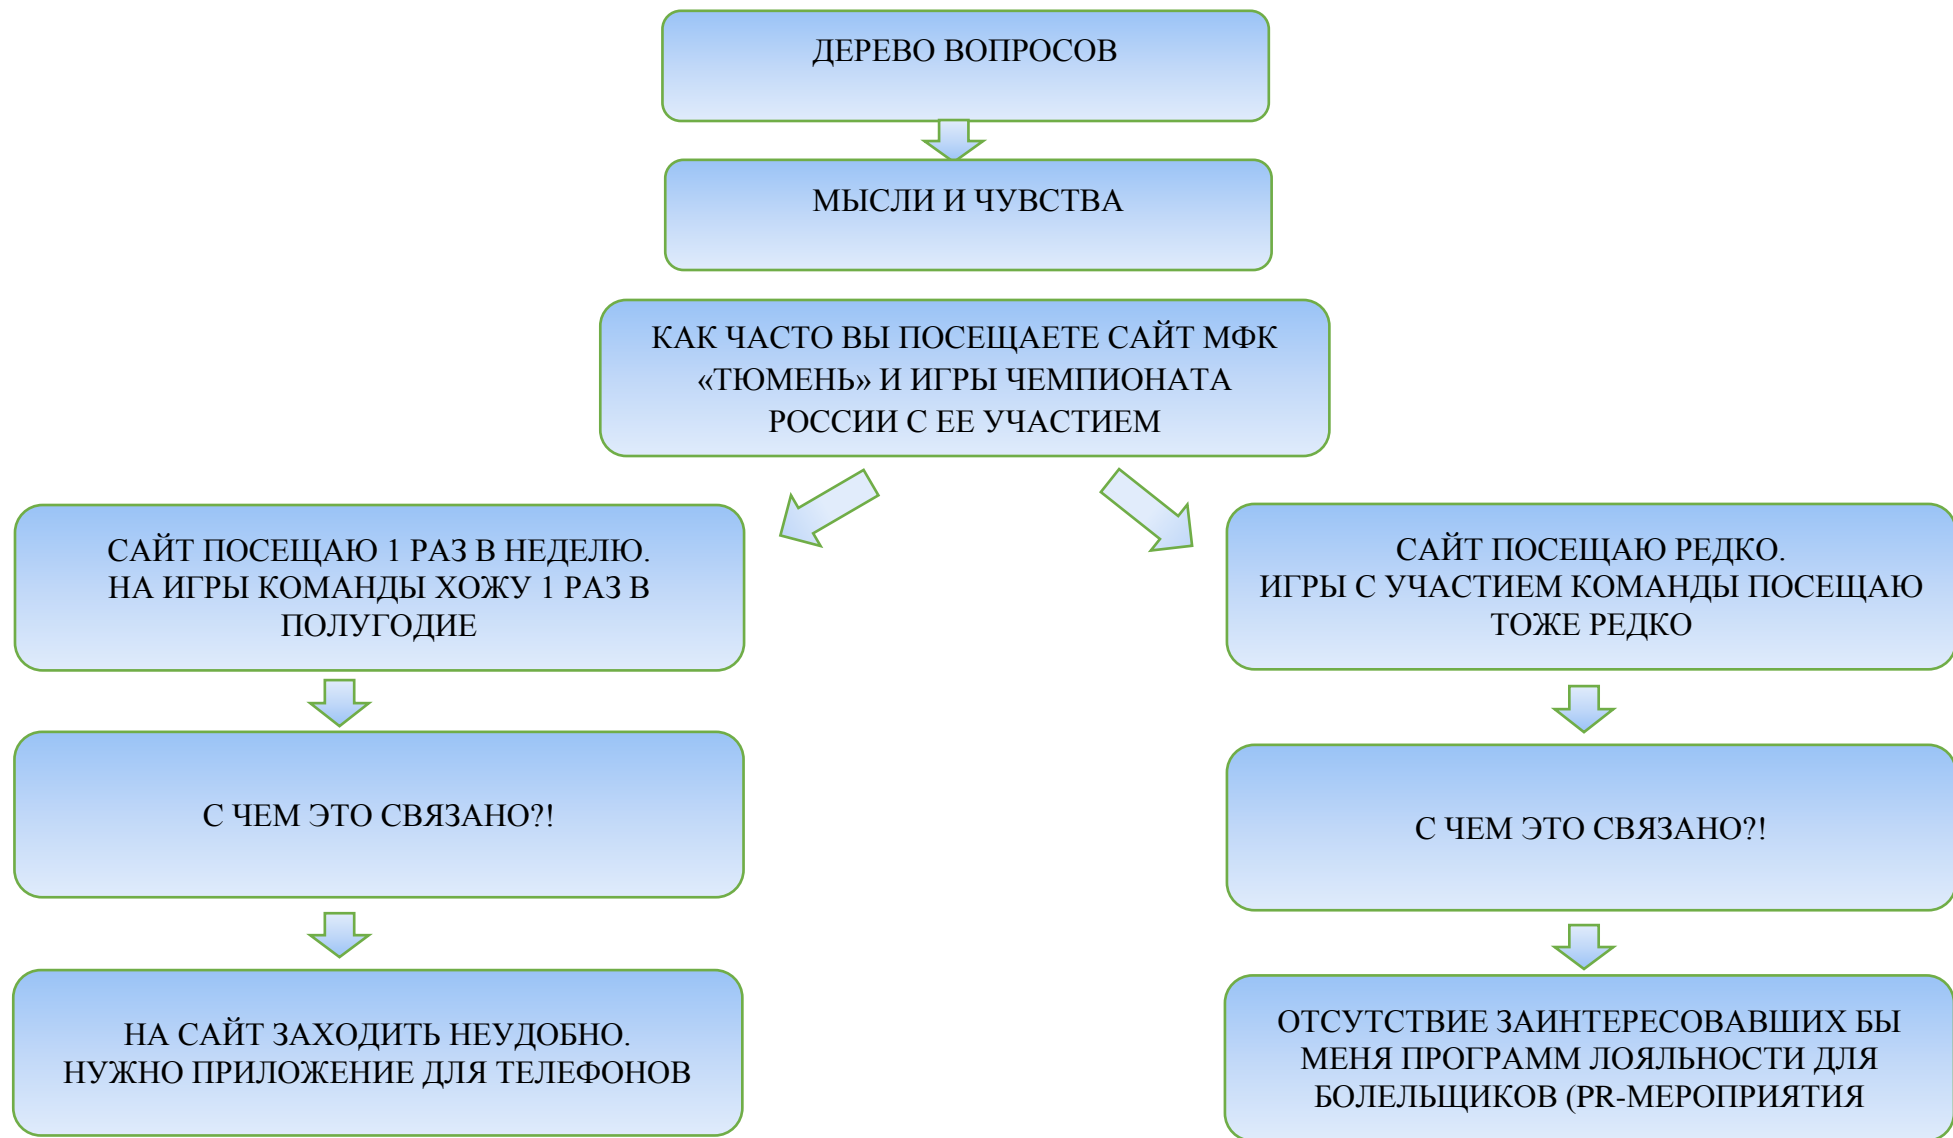 ДЕРЕВО ВОПРОСОВ
МЫСЛИ И ЧУВСТВА
КАК ЧАСТО ВЫ ПОСЕЩАЕТЕ САЙТ МФК
«ТЮМЕНЬ» И ИГРЫ ЧЕМПИОНАТА
РОССИИ С ЕЕ УЧАСТИЕМ
САЙТ ПОСЕЩАЮ 1 РАЗ В НЕДЕЛЮ.
НА ИГРЫ КОМАНДЫ ХОЖУ 1 РАЗ В
ПОЛУГОДИЕ
САЙТ ПОСЕЩАЮ РЕДКО.
ИГРЫ С УЧАСТИЕМ КОМАНДЫ ПОСЕЩАЮ
ТОЖЕ РЕДКО
С ЧЕМ ЭТО СВЯЗАНО?!
С ЧЕМ ЭТО СВЯЗАНО?!
НА САЙТ ЗАХОДИТЬ НЕУДОБНО.
НУЖНО ПРИЛОЖЕНИЕ ДЛЯ ТЕЛЕФОНОВ
ОТСУТСТВИЕ ЗАИНТЕРЕСОВАВШИХ БЫ
МЕНЯ ПРОГРАММ ЛОЯЛЬНОСТИ ДЛЯ
БОЛЕЛЬЩИКОВ (PR-МЕРОПРИЯТИЯ